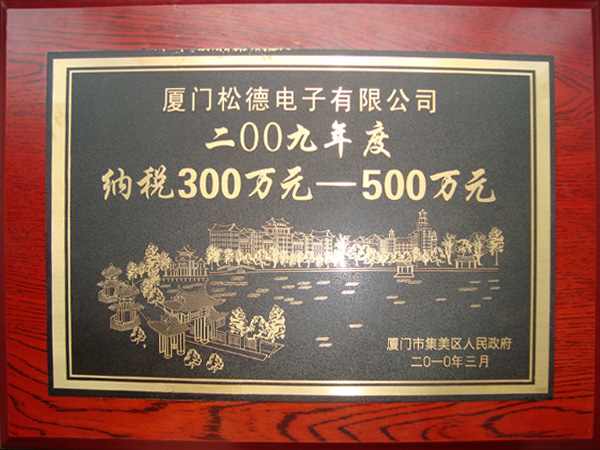 厦门松德电子有限公司
二00九年度
纳税300万元—500万元
厦门市集美区人民政府
二〇一〇年三月